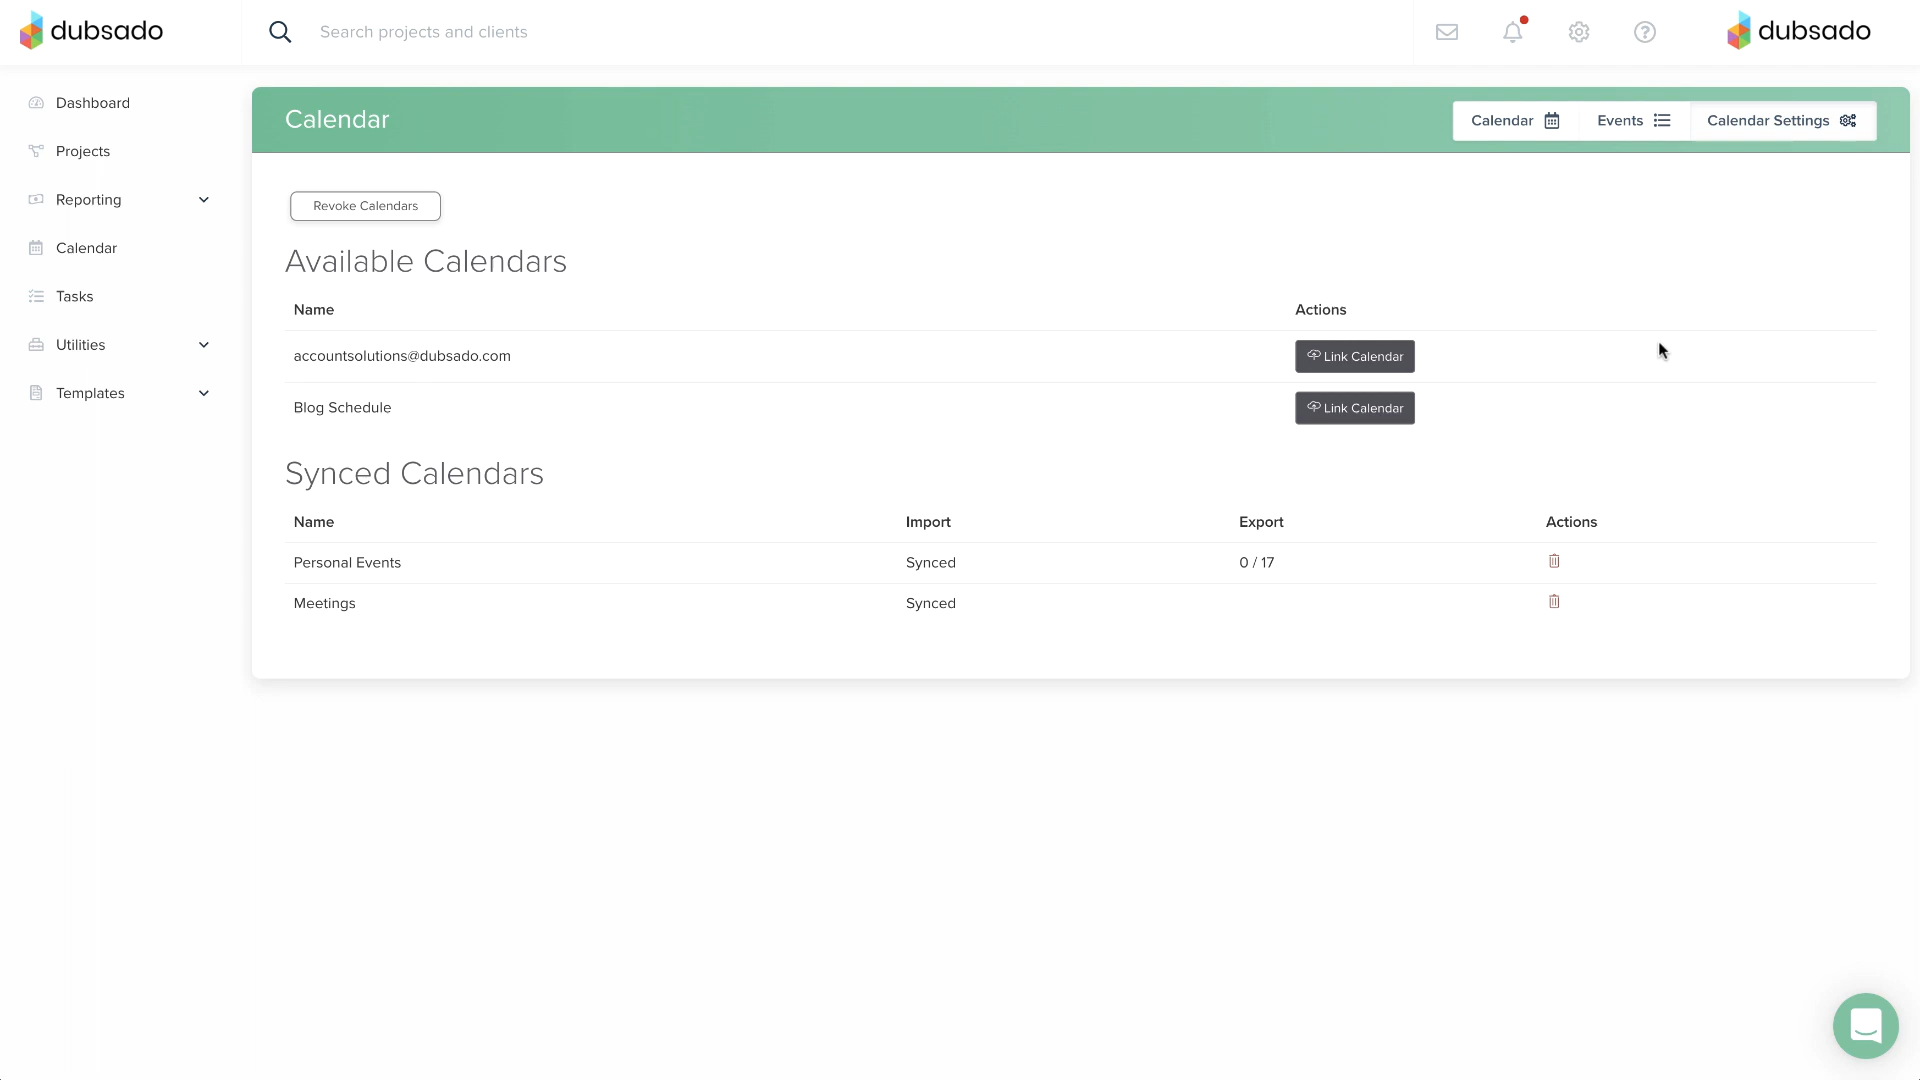 dubsado
Search projects and clients
dubsado
Dashboard
Projects
Reporting
Calendar
Tasks
Utilities
Templates
Calendar
Calendar Events Calendar Settings
Revoke Calendars
Available Calendars
Name Actions
accountsolutions@dubsado.com Link Calendar
Blog Schedule Link Calendar
Synced Calendars
Name Import Export Actions
Personal Events Synced 0 / 17
Meetings Synced